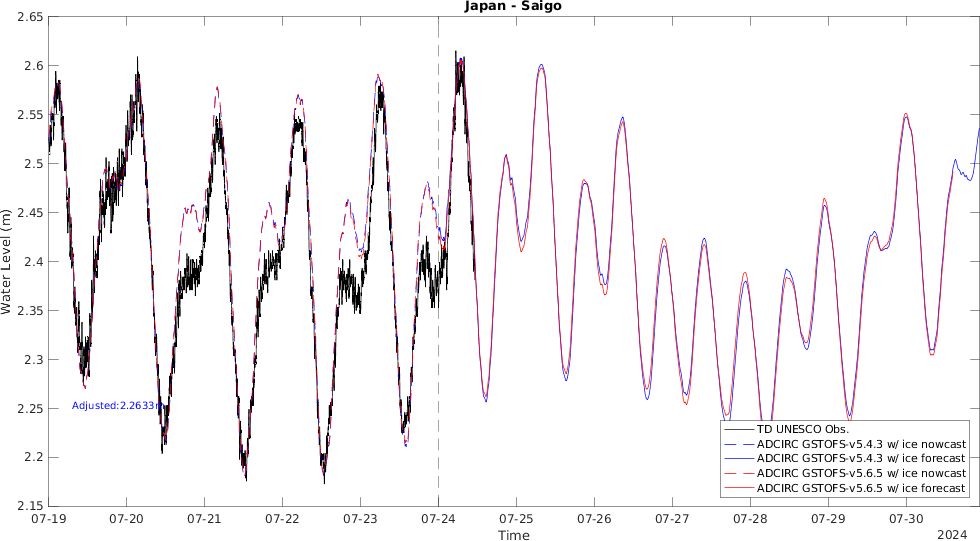 Japan - Saigo
2.65
2.6
2.55
2.5
2.45
2.4
2.35
2.3
2.25
2.2
2.15
Water Level (m)
Adjusted:2.2633m
TD UNESCO Obs.
ADCIRC GSTOFS-v5.4.3 w/ ice nowcast
ADCIRC GSTOFS-v5.4.3 w/ ice forecast
ADCIRC GSTOFS-v5.6.5 w/ ice nowcast
ADCIRC GSTOFS-v5.6.5 w/ ice forecast
07-19 07-20 07-21 07-22 07-23 07-24 07-25 07-26 07-27 07-28 07-29 07-30
Time
2024